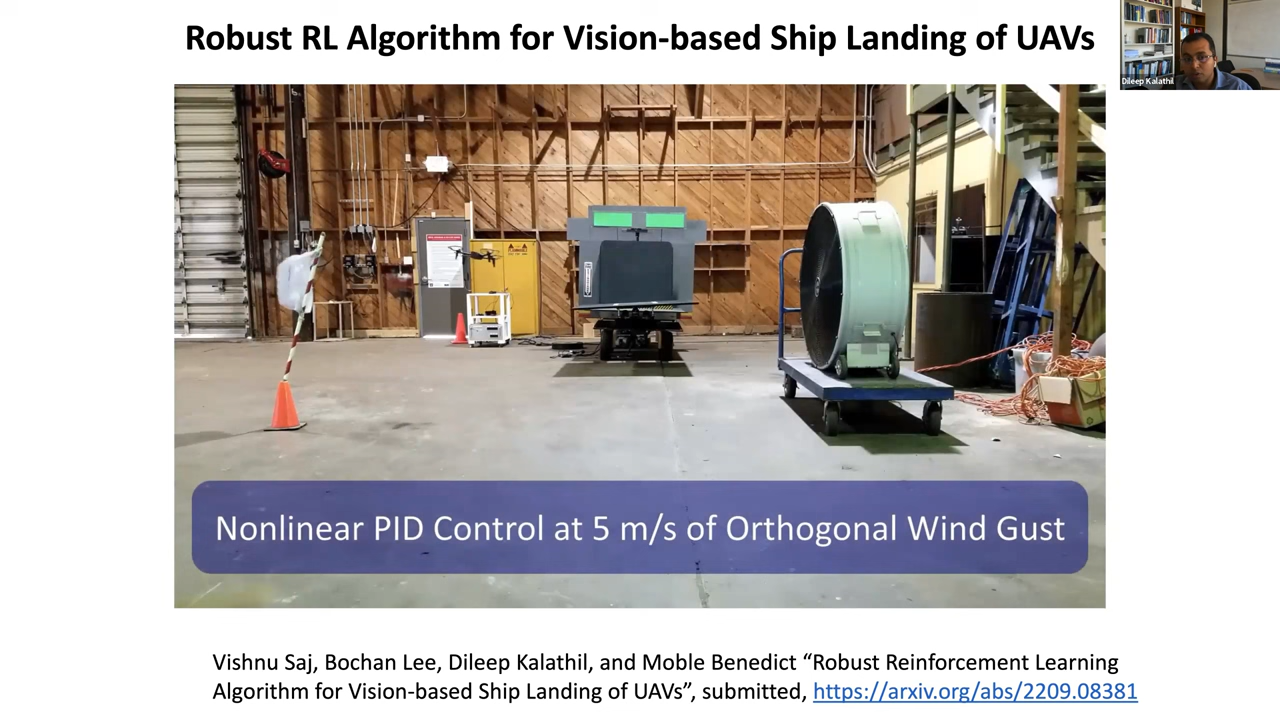 Robust RL Algorithm for Vision-based Ship Landing of UAVs
Dileep Kalathil
Nonlinear PID Control at 5 m/s of Orthogonal Wind Gust
Vishnu Saj, Bochan Lee, Dileep Kalathil, and Moble Benedict “Robust Reinforcement Learning
Algorithm for Vision-based Ship Landing of UAVs”, submitted, https://arxiv.org/abs/2209.08381